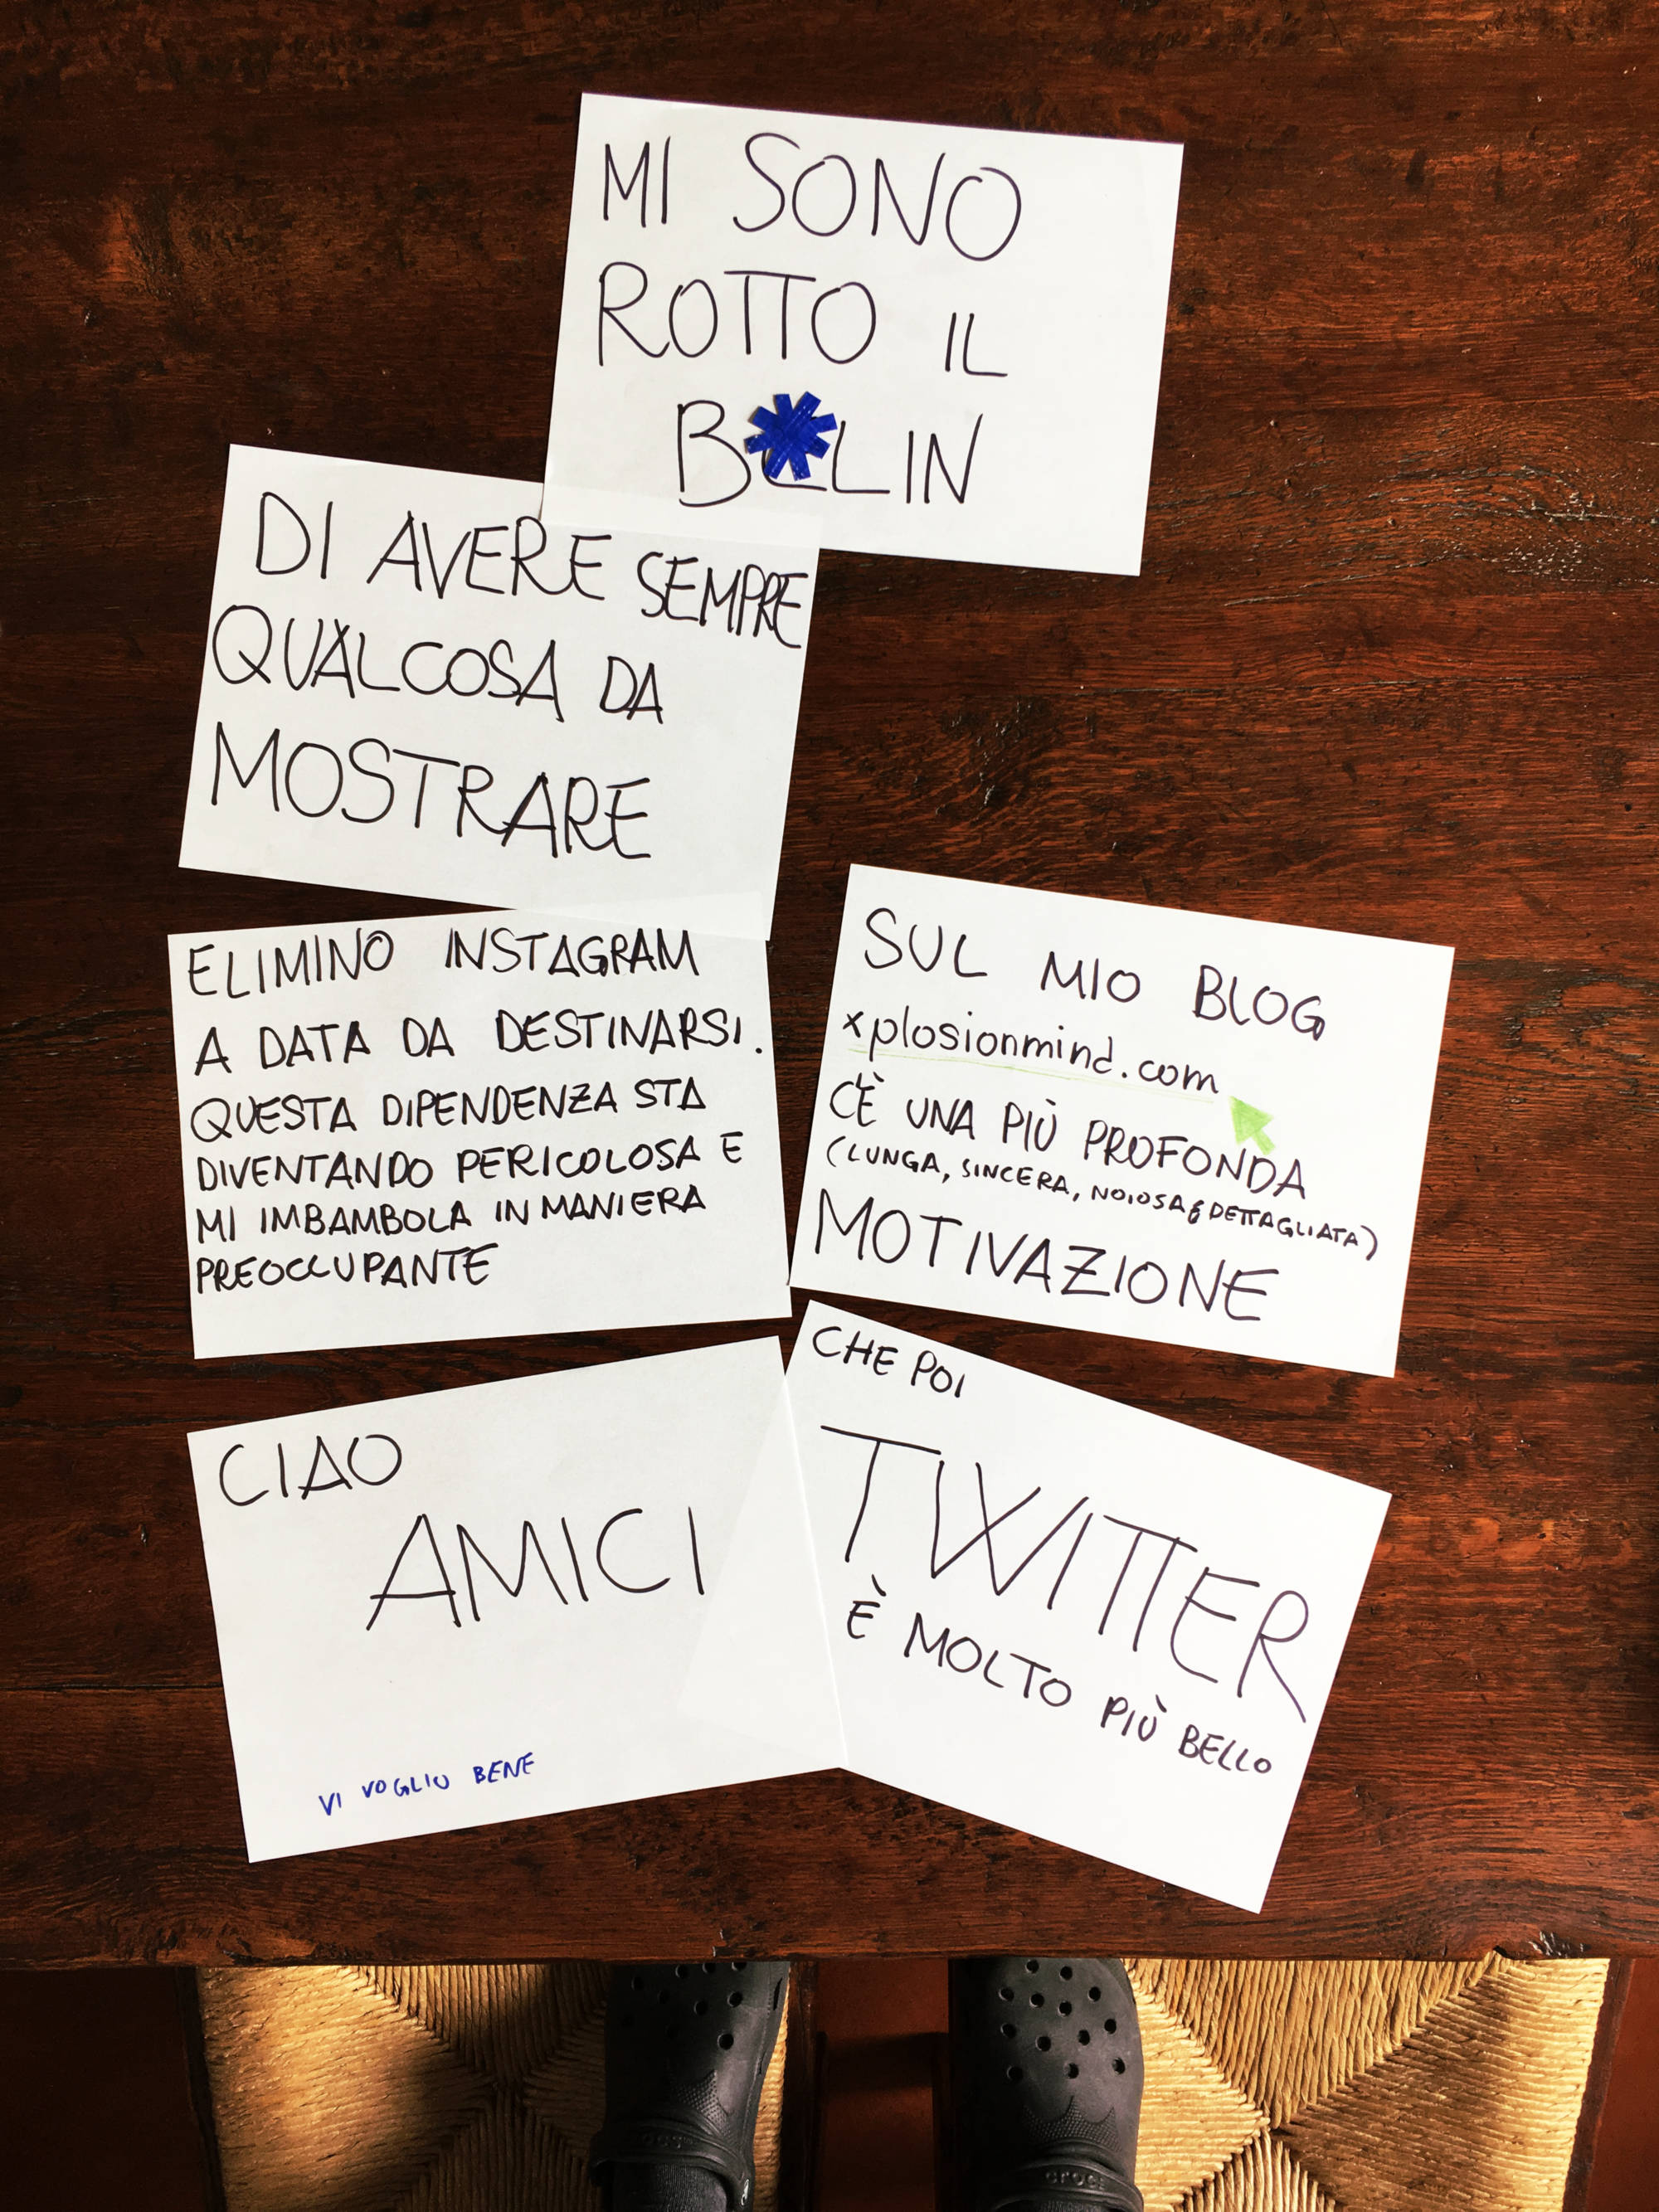 MI SONO
ROTTO IL
B*LIN
DI AVERE SEMPRE
QUALCOSA DA
MOSTRARE
ELIMINO INSTAGRAM
A DATA DA DESTINARSI.
QUESTA DIPENDENZA STA
DIVENTANDO PERICOLOSA E
MI IMBAMBOLA IN MANIERA
PREOCCUPANTE
SUL MIO BLOG
xplosionmind.com
C'È UNA PIÙ PROFONDA
(LUNGA, SINCERA, NOIOSA & DETTAGLIATA)
MOTIVAZIONE
CHE POI
TWITTER
È MOLTO PIÙ BELLO
CIAO
AMICI
VI VOGLIO BENE
crocs
crocs